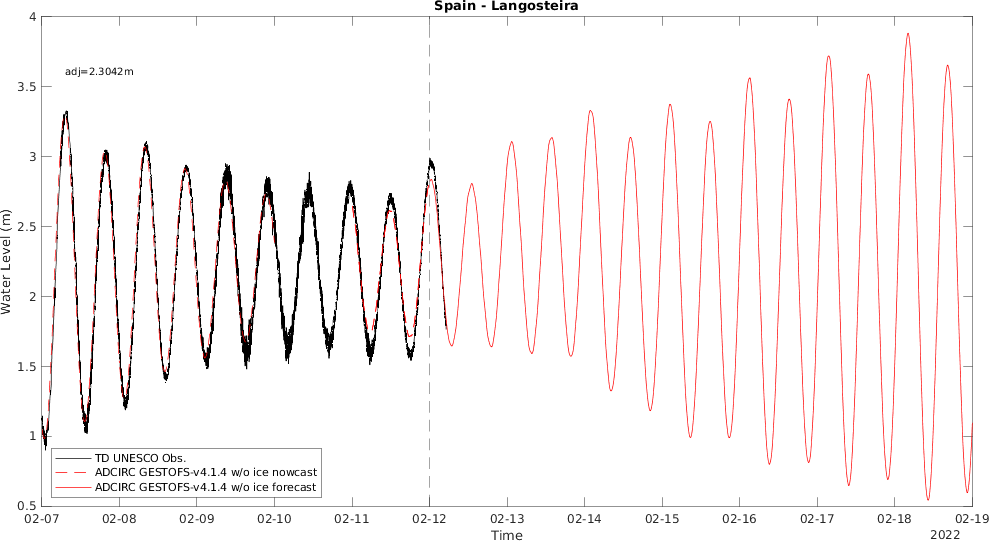 Spain - Langosteira
adj=2.3042m
4
3.5
3
2.5
2
1.5
1
0.5
Water Level (m)
TD UNESCO Obs.
ADCIRC GESTOFS-v4.1.4 w/o ice nowcast
ADCIRC GESTOFS-v4.1.4 w/o ice forecast
02-07 02-08 02-09 02-10 02-11 02-12 02-13 02-14 02-15 02-16 02-17 02-18 02-19
Time
2022